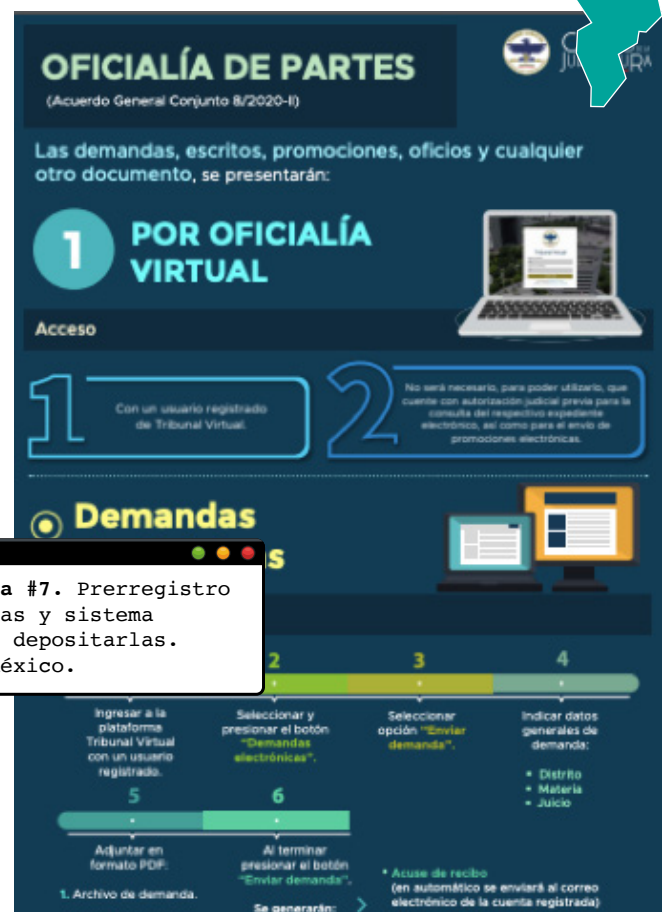 OFICIALÍA DE PARTES
(Acuerdo General Conjunto 8/2020-II)
Las demandas, escritos, promociones, oficios y cualquier
otro documento, se presentarán:
1
POR OFICIALÍA
VIRTUAL
Acceso
1
Con un usuario registrado
de Tribunal Virtual.
2
No será necesario, para poder utilizarlo, que
cuente con autorización judicial previa para la
consulta del respectivo expediente
electrónico, así como para el envío de
promociones electrónicas.
Demandas
s
a #7. Prerregistro
as y sistema
depositarlas.
éxico.
2
3
4
Ingresar a la
plataforma
Tribunal Virtual
con un usuario
registrado.
Seleccionar y
presionar el botón
"Demandas
electrónicas".
Seleccionar
opción "Enviar
demanda".
Indicar datos
generales de
demanda:
• Distrito
• Materia
• Juicio
5
6
Adjuntar en
formato PDF:
1. Archivo de demanda.
Al terminar
presionar el botón
"Enviar demanda".
Se generarán:
* Acuse de recibo
(en automático se enviará al correo
electrónico de la cuenta registrada)